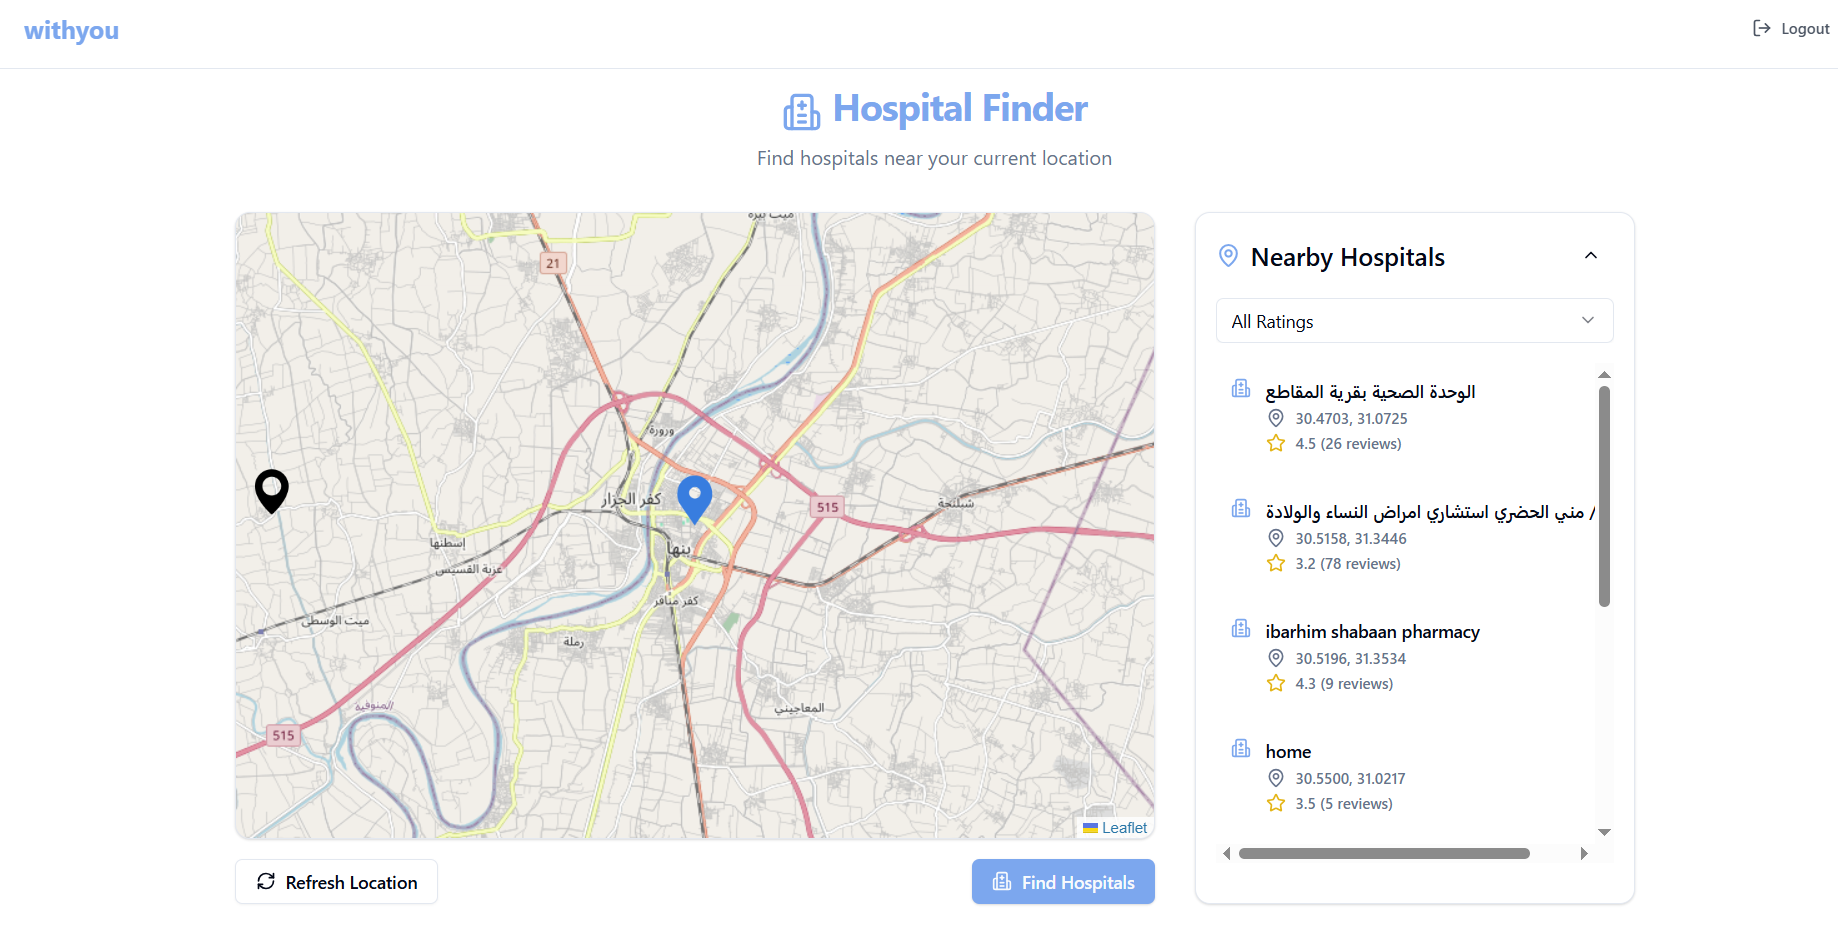 withyou
Logout
Hospital Finder
Find hospitals near your current location
ميت بره
21
ورورة
كفر الجزار
515
شبلنجة
بنها
إسطنها
عزبة القسيس
كفر مناقر
ميت الوسطى
رملة
المنوفية
المعاجيني
515
Leaflet
Refresh Location
Find Hospitals
Nearby Hospitals
All Ratings
الوحدة الصحية بقرية المقاطع
30.4703, 31.0725
4.5 (26 reviews)
/ مني الحضري استشاري امراض النساء والولادة
30.5158, 31.3446
3.2 (78 reviews)
ibarhim shabaan pharmacy
30.5196, 31.3534
4.3 (9 reviews)
home
30.5500, 31.0217
3.5 (5 reviews)